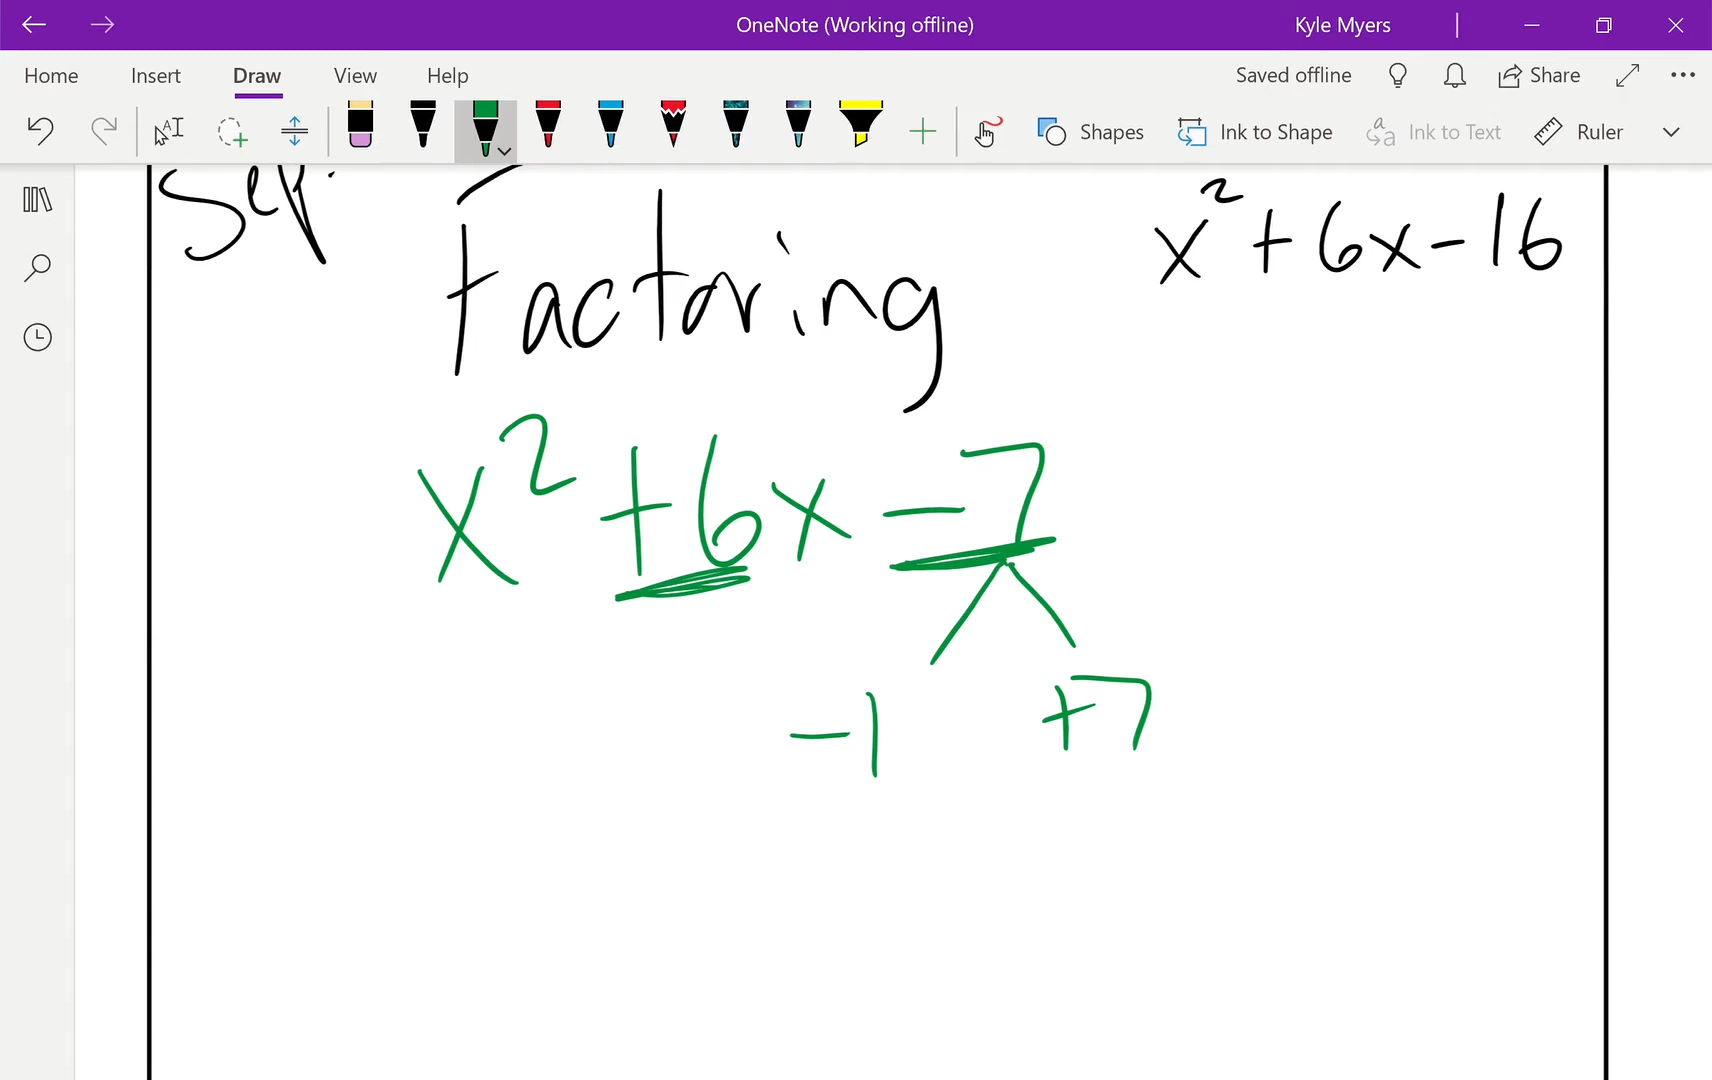 OneNote (Working offline)
Kyle Myers
Home Insert Draw View Help
Saved offline Share
Shapes Ink to Shape Ink to Text Ruler
x² + 6x - 16
Factoring
x² +6x -7
-1 +7